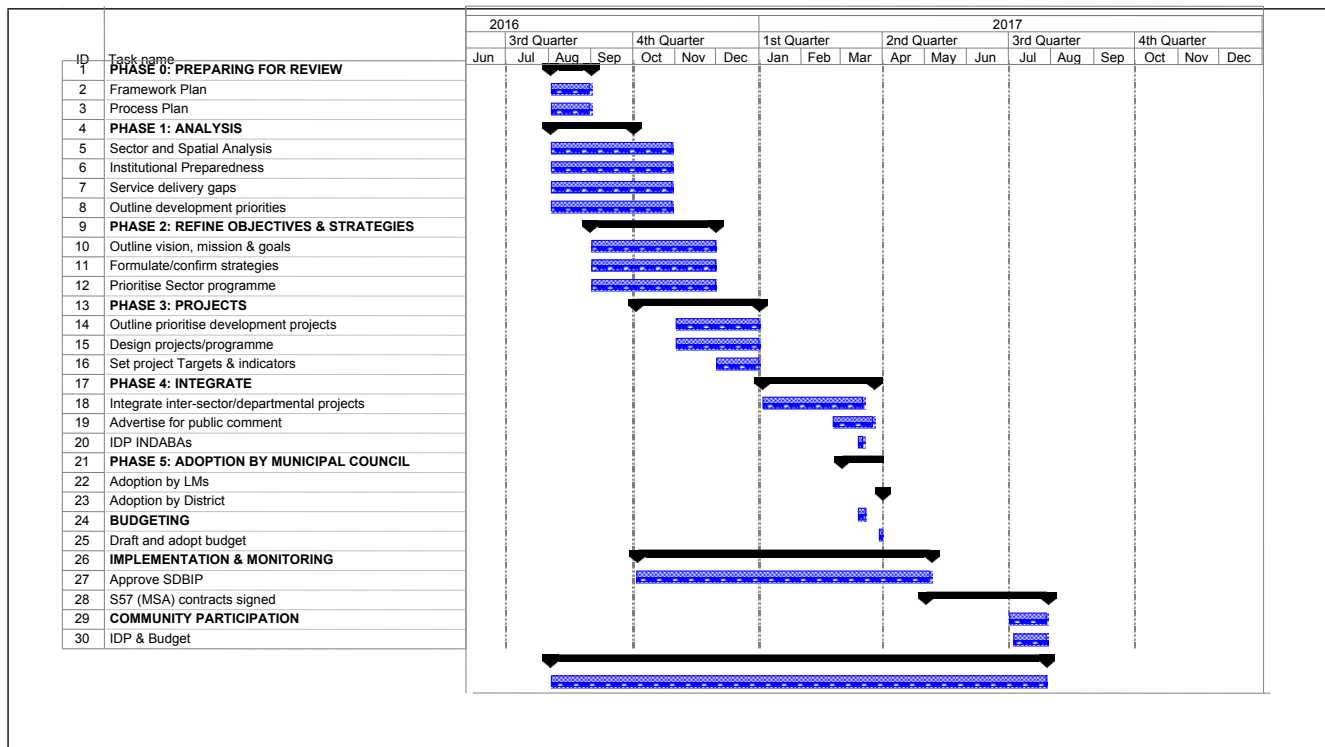 2016 2017
3rd Quarter 4th Quarter 1st Quarter 2nd Quarter 3rd Quarter 4th Quarter
ID Task name Jun Jul Aug Sep Oct Nov Dec Jan Feb Mar Apr May Jun Jul Aug Sep Oct Nov Dec
1 PHASE 0: PREPARING FOR REVIEW
2 Framework Plan
3 Process Plan
4 PHASE 1: ANALYSIS
5 Sector and Spatial Analysis
6 Institutional Preparedness
7 Service delivery gaps
8 Outline development priorities
9 PHASE 2: REFINE OBJECTIVES & STRATEGIES
10 Outline vision, mission & goals
11 Formulate/confirm strategies
12 Prioritise Sector programme
13 PHASE 3: PROJECTS
14 Outline prioritise development projects
15 Design projects/programme
16 Set project Targets & indicators
17 PHASE 4: INTEGRATE
18 Integrate inter-sector/departmental projects
19 Advertise for public comment
20 IDP INDABAs
21 PHASE 5: ADOPTION BY MUNICIPAL COUNCIL
22 Adoption by LMs
23 Adoption by District
24 BUDGETING
25 Draft and adopt budget
26 IMPLEMENTATION & MONITORING
27 Approve SDBIP
28 S57 (MSA) contracts signed
29 COMMUNITY PARTICIPATION
30 IDP & Budget